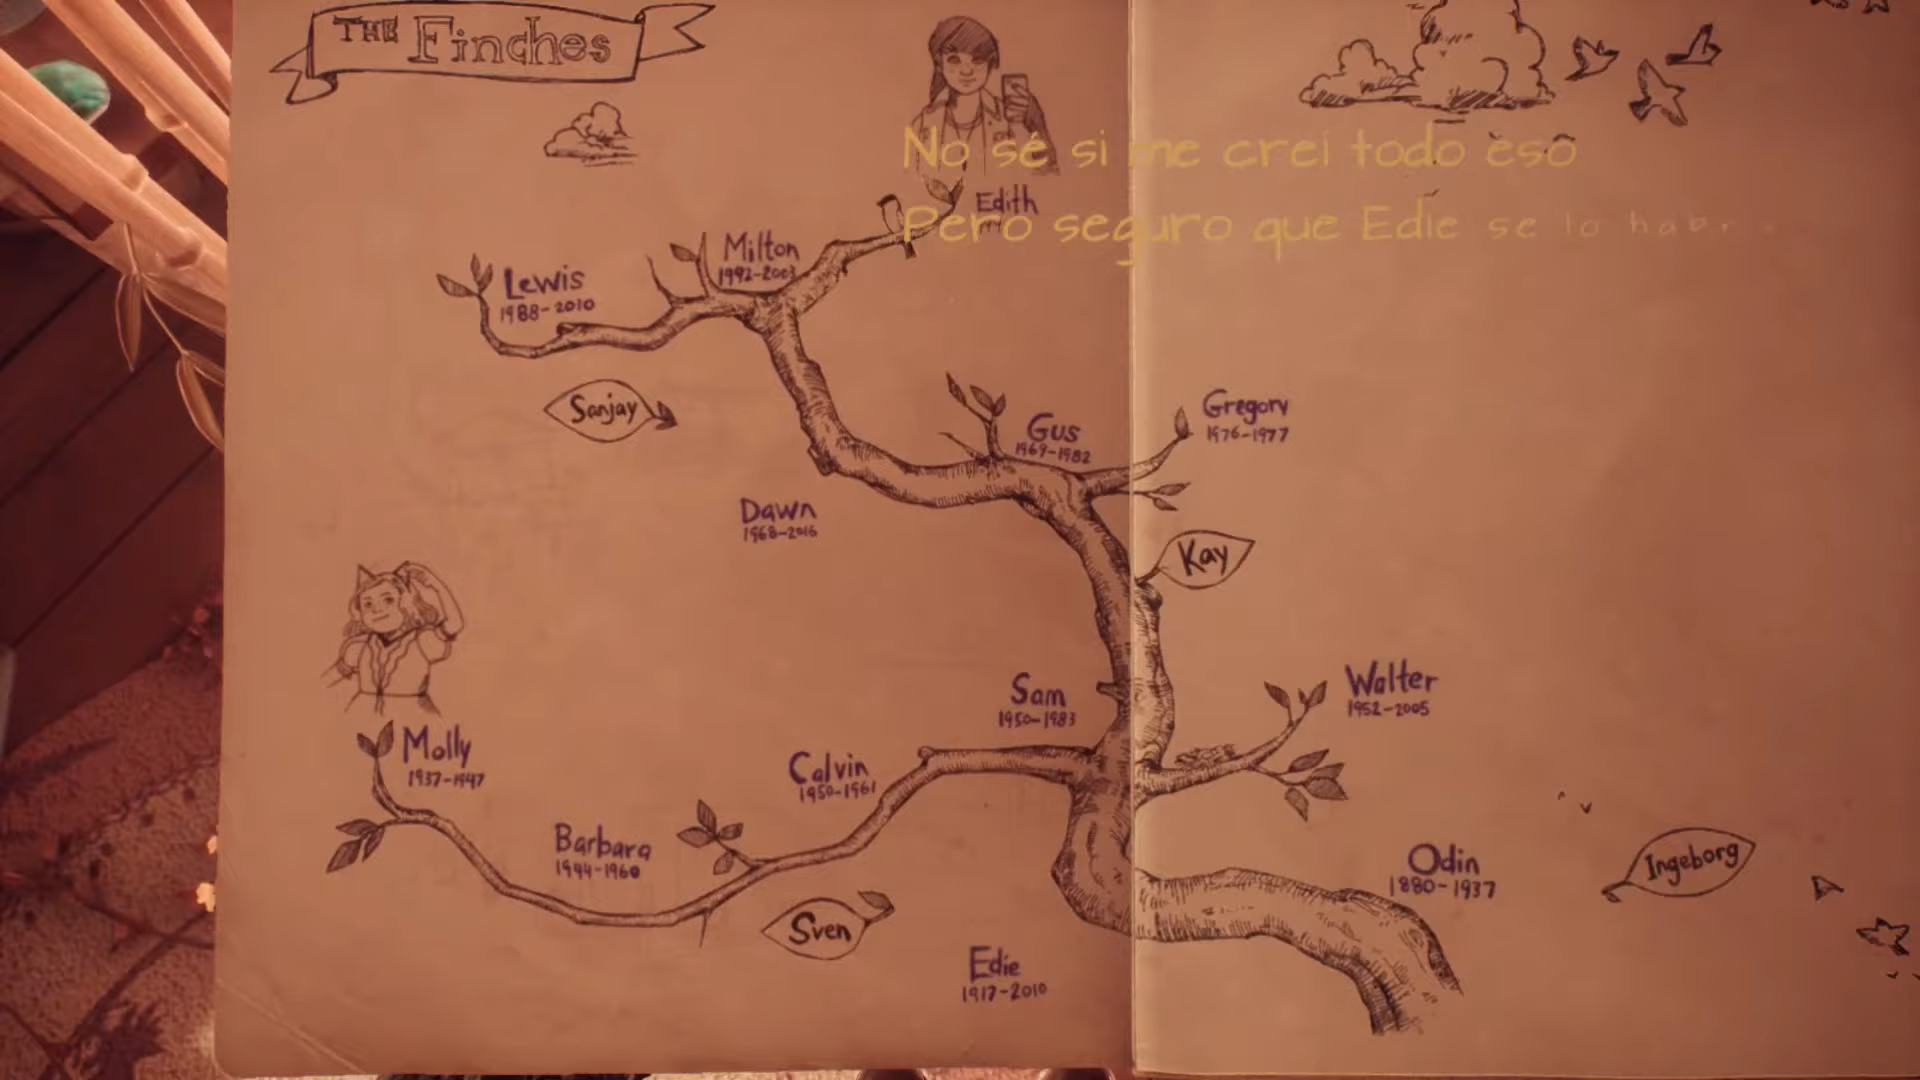 THE Finches
No sé si me creí todo eso
Pero seguro que Edie se lo habr
Edith
Milton
1992-2003
Lewis
1988-2010
Sanjay
Gregory
1976-1977
Gus
1969-1982
Dawn
1968-2016
Kay
Sam
1950-1983
Walter
1952-2005
Molly
1937-1947
Calvin
1950-1961
Barbara
1944-1960
Odin
1880-1937
Ingeborg
Sven
Edie
1917-2010